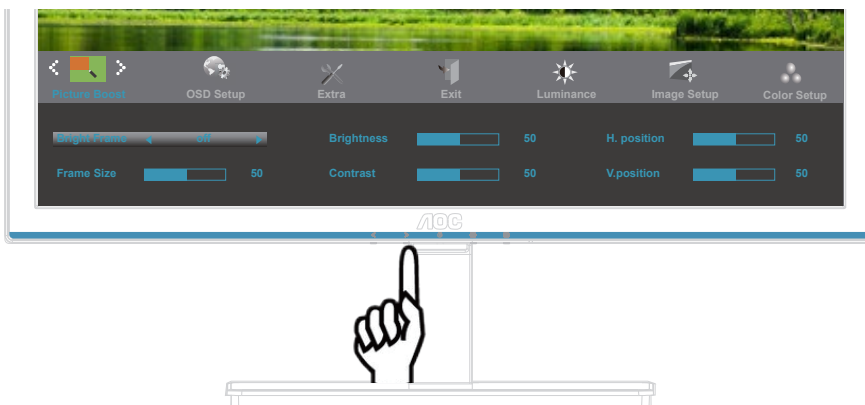 Picture Boost OSD Setup Extra Exit Luminance Image Setup Color Setup
Bright Frame off Brightness 50 H. position 50
Frame Size 50 Contrast 50 V.position 50
AOC